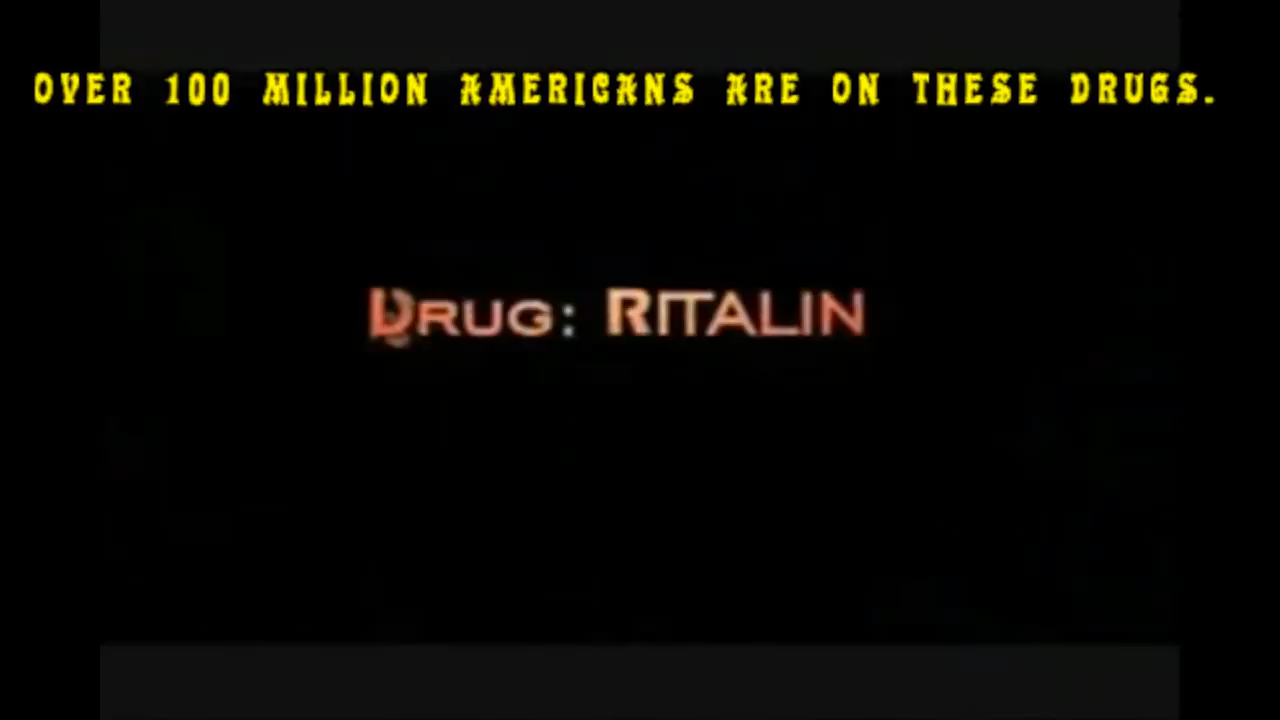 OVER 100 MILLION AMERICANS ARE ON THESE DRUGS.
DRUG: RITALIN